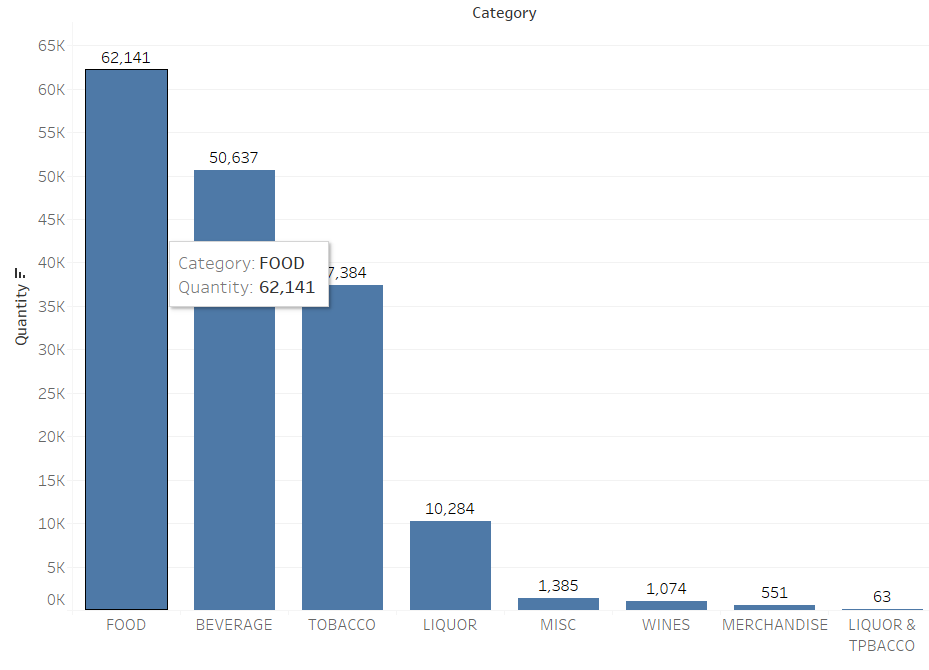 Category
65K
60K
55K
50K
45K
40K
35K
30K
25K
20K
15K
10K
5K
0K
Quantity
62,141
50,637
7,384
10,284
1,385
1,074
551
63
Category: FOOD
Quantity: 62,141
FOOD
BEVERAGE
TOBACCO
LIQUOR
MISC
WINES
MERCHANDISE
LIQUOR &
TPBACCO